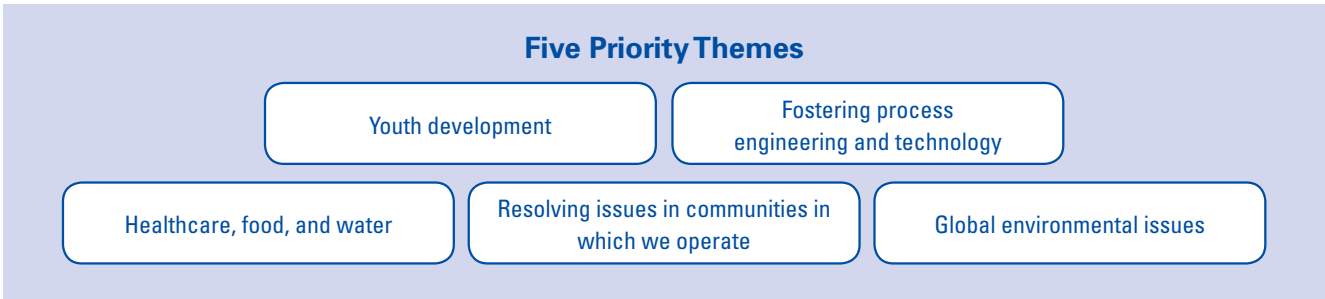 Five Priority Themes
Youth development
Fostering process
engineering and technology
Healthcare, food, and water
Resolving issues in communities in
which we operate
Global environmental issues